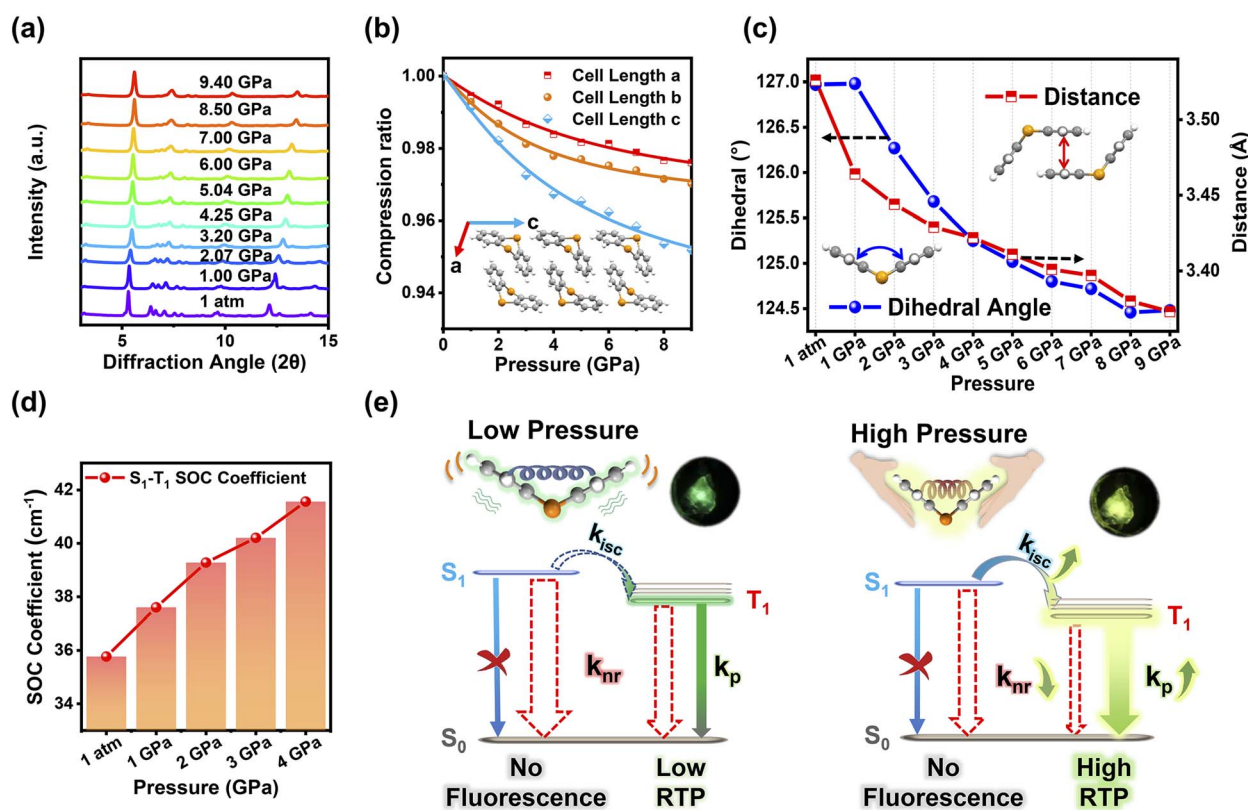 (a)
9.40 GPa
8.50 GPa
7.00 GPa
6.00 GPa
5.04 GPa
4.25 GPa
3.20 GPa
2.07 GPa
1.00 GPa
1 atm
Intensity (a.u.)
5 10 15
Diffraction Angle (2θ)
(b)
Cell Length a
Cell Length b
Cell Length c
1.00
0.98
0.96
0.94
Compression ratio
c
a
0 2 4 6 8
Pressure (GPa)
(c)
127.0
126.5
126.0
125.5
125.0
124.5
Dihedral (°)
Distance
Dihedral Angle
3.50
3.45
3.40
Distance (Å)
1 atm 1 GPa 2 GPa 3 GPa 4 GPa 5 GPa 6 GPa 7 GPa 8 GPa 9 GPa
Pressure
(d)
S1-T1 SOC Coefficient
42
40
38
36
34
SOC Coefficient (cm-1)
1 atm 1 GPa 2 GPa 3 GPa 4 GPa
Pressure (GPa)
(e)
Low Pressure
kisc
S1
T1
knr
kp
S0
No
Fluorescence
Low
RTP
High Pressure
kisc
S1
T1
knr
kp
S0
No
Fluorescence
High
RTP